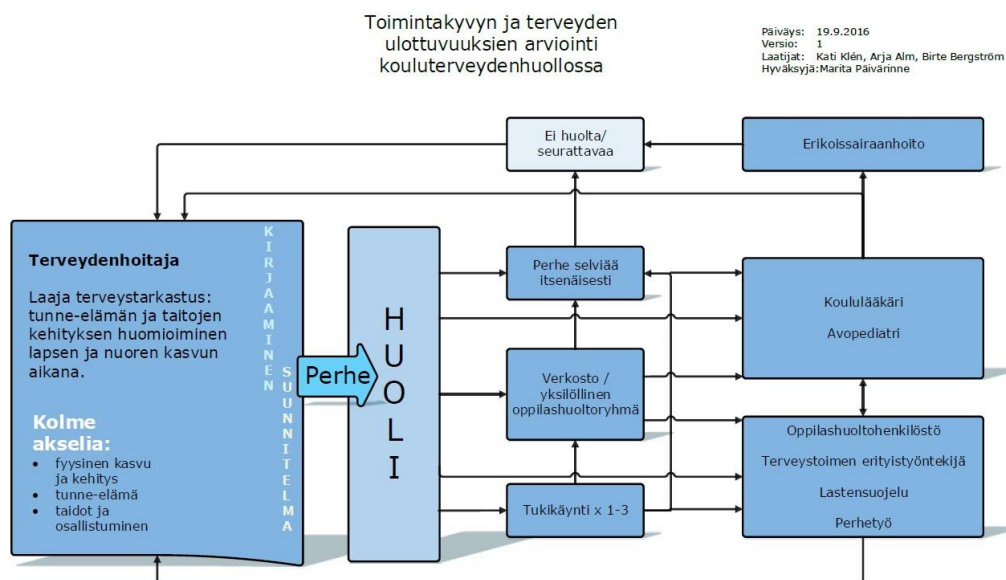 Toimintakyvyn ja terveyden
ulottuvuuksien arviointi
kouluterveydenhuollossa
Päiväys: 19.9.2016
Versio: 1
Laatijat: Kati Klén, Arja Alm, Birte Bergström
Hyväksyjä:Marita Päivärinne
Ei huolta/
seurattavaa
Erikoissairaanhoito
Terveydenhoitaja
Laaja terveystarkastus:
tunne-elämän ja taitojen
kehityksen huomioiminen
lapsen ja nuoren kasvun
aikana.
Kolme
akselia:
• fyysinen kasvu
ja kehitys
• tunne-elämä
• taidot ja
osallistuminen
KIRJAAMINEN
SUUNNITELMA
Perhe
HUOLI
Perhe selviää
itsenäisesti
Verkosto /
yksilöllinen
oppilashuoltoryhmä
Tukikäynti x 1-3
Koululääkäri
Avopediatri
Oppilashuoltohenkilöstö
Terveystoimen erityistyöntekijä
Lastensuojelu
Perhetyö